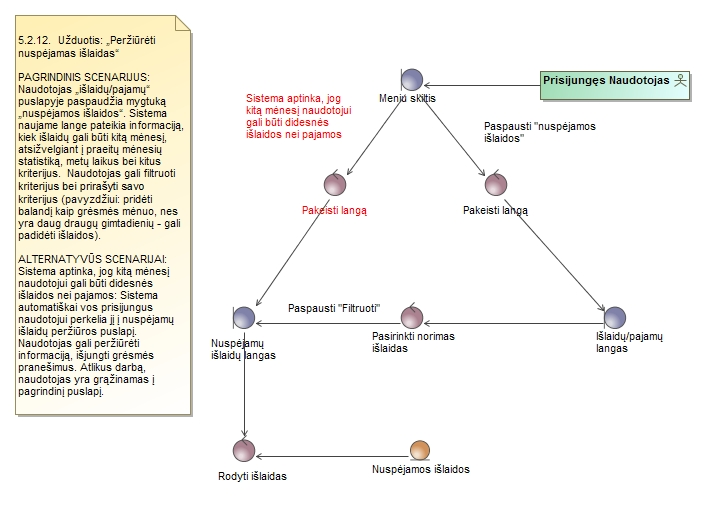 5.2.12. Užduotis: „Peržiūrėti
nuspėjamas išlaidas“
PAGRINDINIS SCENARIJUS:
Naudotojas „išlaidų/pajamų“
puslapyje paspaudžia mygtuką
„nuspėjamos išlaidos“. Sistema
naujame lange pateikia informaciją,
kiek išlaidų gali būti kitą mėnesį,
atsižvelgiant į praeitų mėnesių
statistiką, metų laikus bei kitus
kriterijus. Naudotojas gali filtruoti
kriterijus bei prirašyti savo
kriterijus (pavyzdžiui: pridėti
balandį kaip grėsmės mėnuo, nes
yra daug draugų gimtadienių - gali
padidėti išlaidos).
ALTERNATYVŪS SCENARIJAI:
Sistema aptinka, jog kitą mėnesį
naudotojui gali būti didesnės
išlaidos nei pajamos: Sistema
automatiškai vos prisijungus
naudotojui perkelia jį į nuspėjamų
išlaidų peržiūros puslapį.
Naudotojas gali peržiūrėti
informaciją, išjungti grėsmės
pranešimus. Atlikus darbą,
naudotojas yra grąžinamas į
pagrindinį puslapį.
Prisijungęs Naudotojas
Meniu skiltis
Sistema aptinka, jog
kitą mėnesį naudotojui
gali būti didesnės
išlaidos nei pajamos
Paspausti "nuspėjamos
išlaidos"
Pakeisti langą
Pakeisti langą
Paspausti "Filtruoti"
Nuspėjamų
išlaidų langas
Pasirinkti norimas
išlaidas
Išlaidų/pajamų
langas
Rodyti išlaidas
Nuspėjamos išlaidos